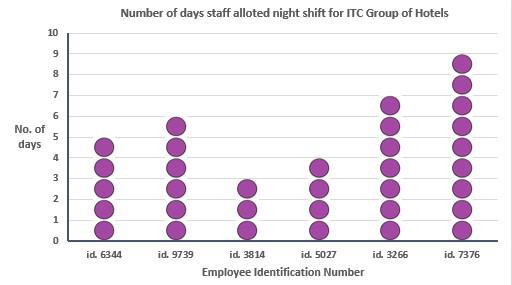 Number of days staff alloted night shift for ITC Group of Hotels
10
9
8
7
6
5
4
3
2
1
0
No. of
days
id. 6344 id. 9739 id. 3814 id. 5027 id. 3266 id. 7376
Employee Identification Number